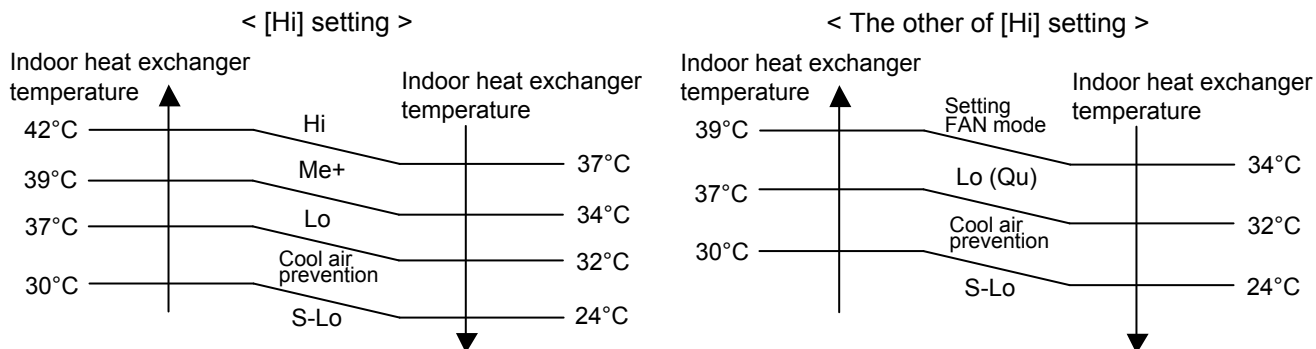 < [Hi] setting >
Indoor heat exchanger
temperature
Indoor heat exchanger
temperature
42°C
Hi
37°C
Me+
39°C
34°C
Lo
37°C
32°C
Cool air
prevention
30°C
24°C
S-Lo
< The other of [Hi] setting >
Indoor heat exchanger
temperature
Indoor heat exchanger
temperature
Setting
FAN mode
39°C
34°C
Lo (Qu)
37°C
32°C
Cool air
prevention
30°C
24°C
S-Lo